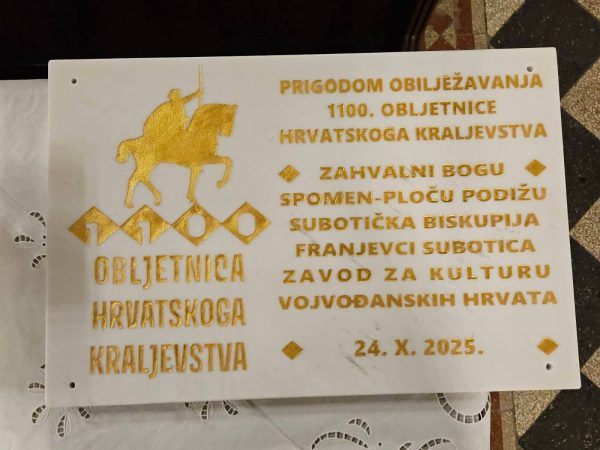 1100
OBLJETNICA
HRVATSKOGA
KRALJEVSTVA
PRIGODOM OBILJEŽAVANJA
1100. OBLJETNICE
HRVATSKOGA KRALJEVSTVA
ZAHVALNI BOGU
SPOMEN-PLOČU PODIŽU
SUBOTIČKA BISKUPIJA
FRANJEVCI SUBOTICA
ZAVOD ZA KULTURU
VOJVOĐANSKIH HRVATA
24. X. 2025.